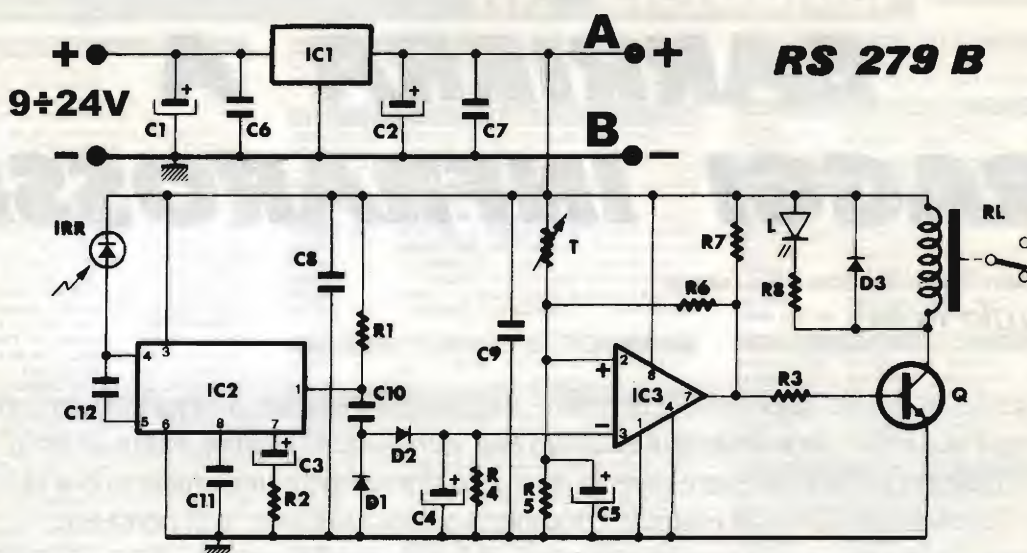 RS 279 B
+ IC1 A +
9÷24V
+ +
C1 C6 C2 C7
- B -
IRR
C8 R1 C9 T R7 L RL
R6 R8 D3
4 3
IC2 1 C10
2 8
+ IC3 7 R3 Q
C12 5 6 8 7 - 3 1 4
+ C3 D2
C11 R2 D1 C4 + R4 R5 C5 +